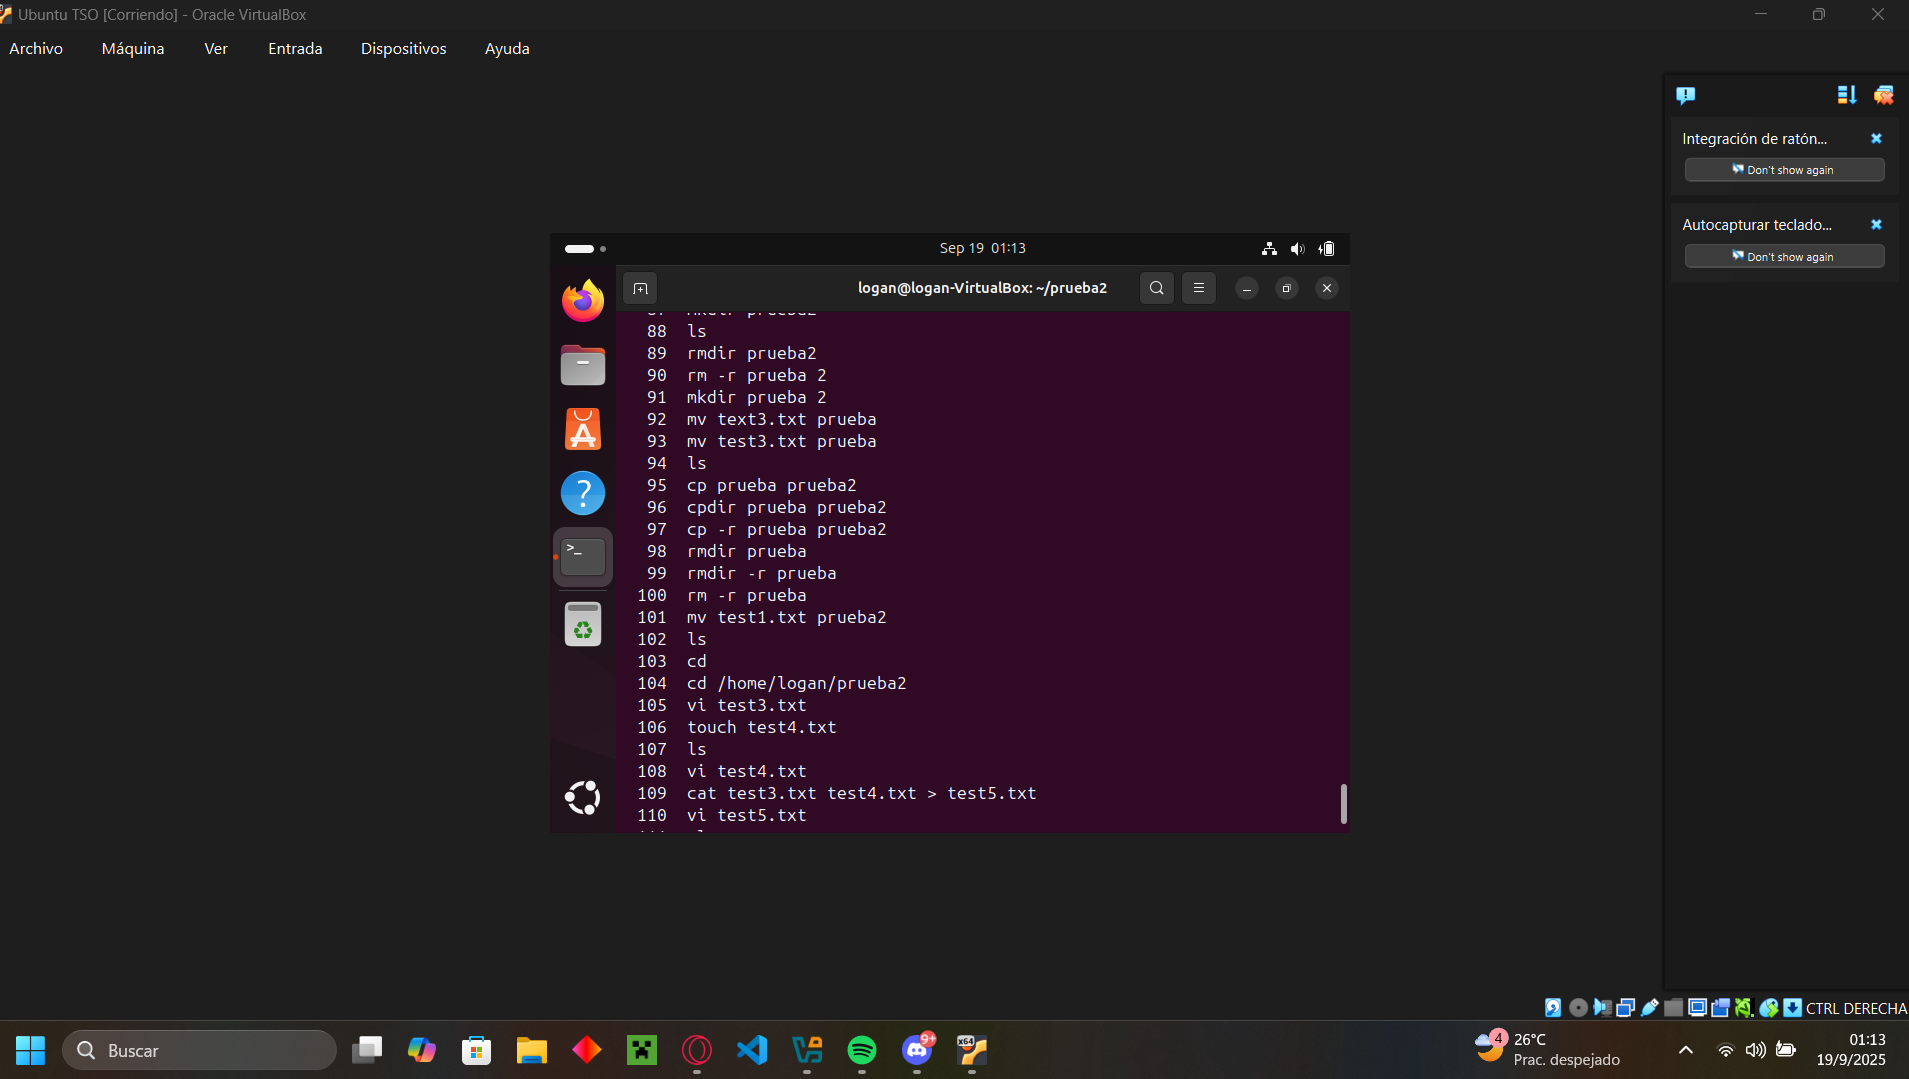 Ubuntu TSO [Corriendo] - Oracle VirtualBox
Archivo Máquina Ver Entrada Dispositivos Ayuda
Integración de ratón...
Don't show again
Autocapturar teclado...
Don't show again
Sep 19 01:13
logan@logan-VirtualBox: ~/prueba2
87 mkdir prueba2
88 ls
89 rmdir prueba2
90 rm -r prueba 2
91 mkdir prueba 2
92 mv text3.txt prueba
93 mv test3.txt prueba
94 ls
95 cp prueba prueba2
96 cpdir prueba prueba2
97 cp -r prueba prueba2
98 rmdir prueba
99 rmdir -r prueba
100 rm -r prueba
101 mv test1.txt prueba2
102 ls
103 cd
104 cd /home/logan/prueba2
105 vi test3.txt
106 touch test4.txt
107 ls
108 vi test4.txt
109 cat test3.txt test4.txt > test5.txt
110 vi test5.txt
CTRL DERECHA
Buscar
9+
x64
4
26°C
Prac. despejado
01:13
19/9/2025